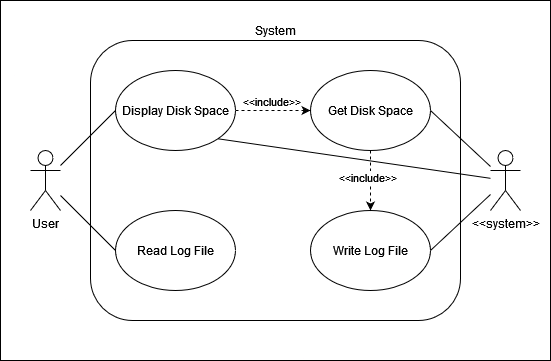 System
Display Disk Space
<<include>>
Get Disk Space
<<include>>
User
<<system>>
Read Log File
Write Log File